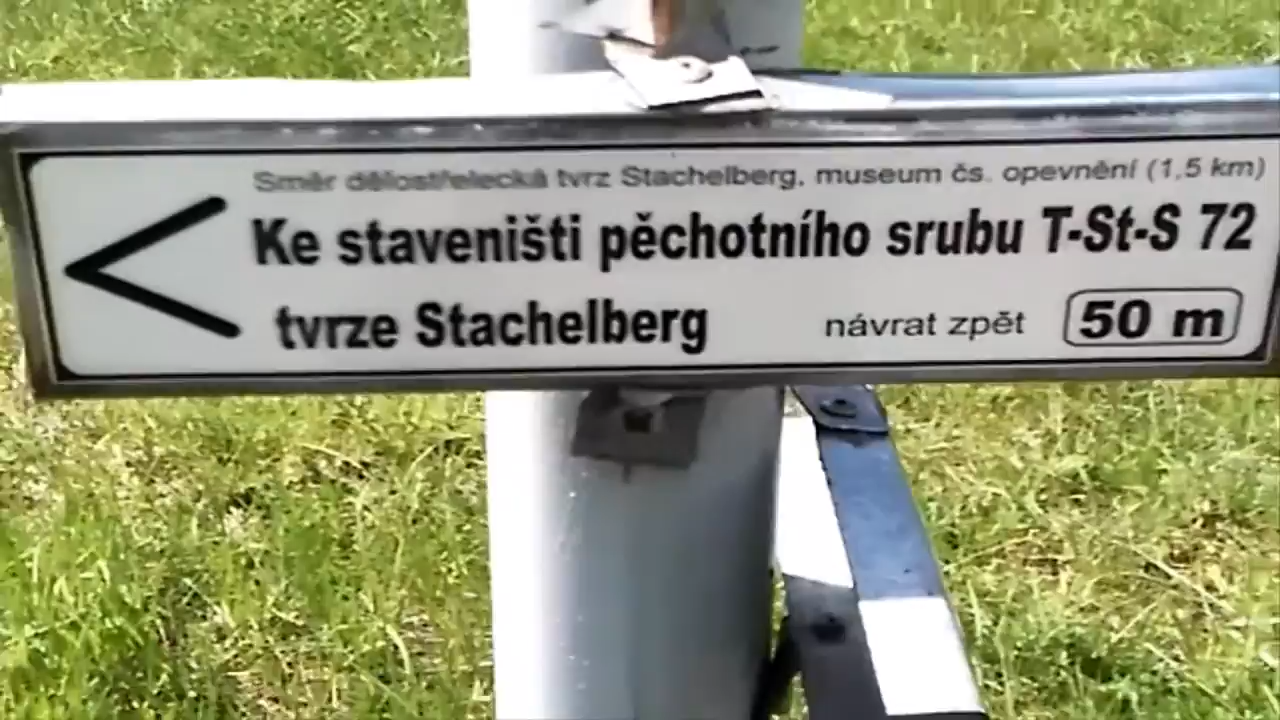 Směr dělostřelecká tvrz Stachelberg, museum čs. opevnění (1,5 km)
Ke staveništi pěchotního srubu T-St-S 72
tvrze Stachelberg návrat zpět 50 m